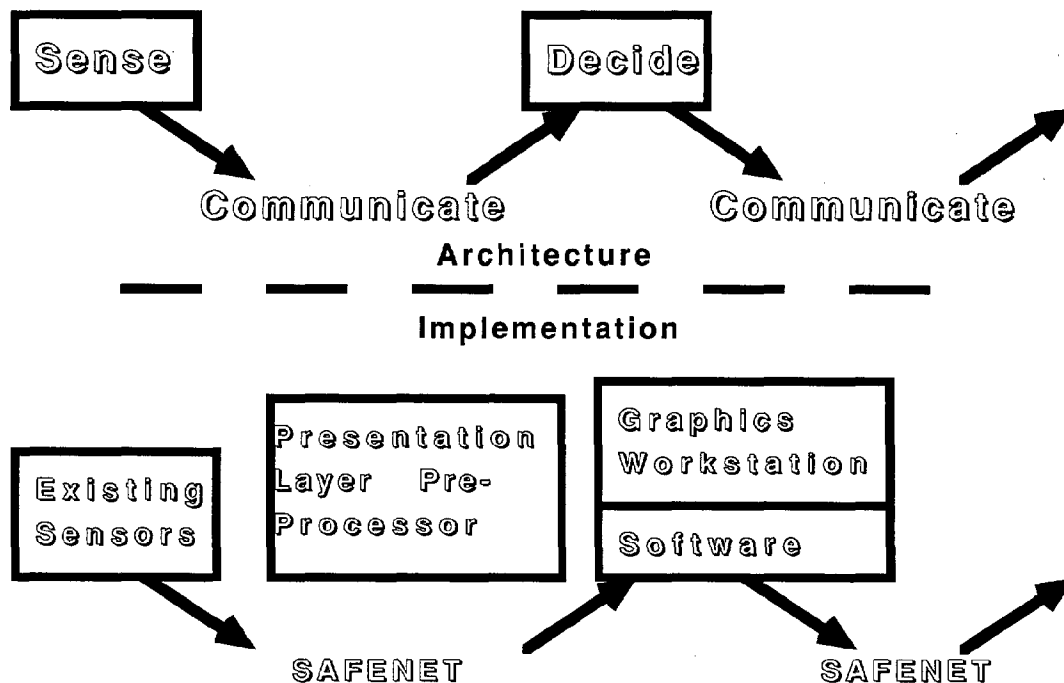 Sense
Decide
Communicate
Communicate
Architecture
Implementation
Existing
Sensors
Presentation
Layer Pre-
Processor
Graphics
Workstation
Software
SAFENET
SAFENET